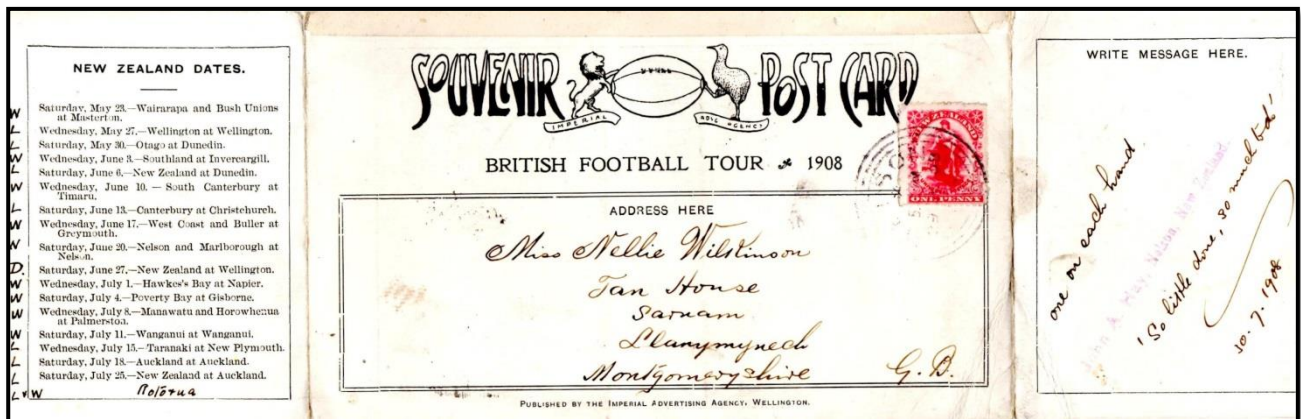 NEW ZEALAND DATES.
W Saturday, May 23.—Wairarapa and Bush Unions
at Masterton.
L Wednesday, May 27.—Wellington at Wellington.
L Saturday, May 30.—Otago at Dunedin.
W Wednesday, June 3.—Southland at Invercargill.
L Saturday, June 6.—New Zealand at Dunedin.
W Wednesday, June 10.—South Canterbury at
Timaru.
L Saturday, June 13.—Canterbury at Christchurch.
W Wednesday, June 17.—West Coast and Buller at
Greymouth.
W Saturday, June 20.—Nelson and Marlborough at
Nelson.
D. Saturday, June 27.—New Zealand at Wellington.
W Wednesday, July 1.—Hawkes's Bay at Napier.
W Saturday, July 4.—Poverty Bay at Gisborne.
W Wednesday, July 8.—Manawatu and Horowhenua
at Palmerston.
W Saturday, July 11.—Wanganui at Wanganui.
L Wednesday, July 15.—Taranaki at New Plymouth.
L Saturday, July 18.—Auckland at Auckland.
L Saturday, July 25.—New Zealand at Auckland.
L & W Rotorua
SOUVENIR POST CARD
IMPERIAL ADVG AGENCY
BRITISH FOOTBALL TOUR 1908
NEW ZEALAND
ONE PENNY
ADDRESS HERE
Miss Nellie Wilkinson
Tan House
Sarnam
Llanymynech
Montgomeryshire G. B.
PUBLISHED BY THE IMPERIAL ADVERTISING AGENCY, WELLINGTON.
WRITE MESSAGE HERE.
one on each hand
John A. Nelson, New Zealand
'So little done, so much to do'
30.7.1908